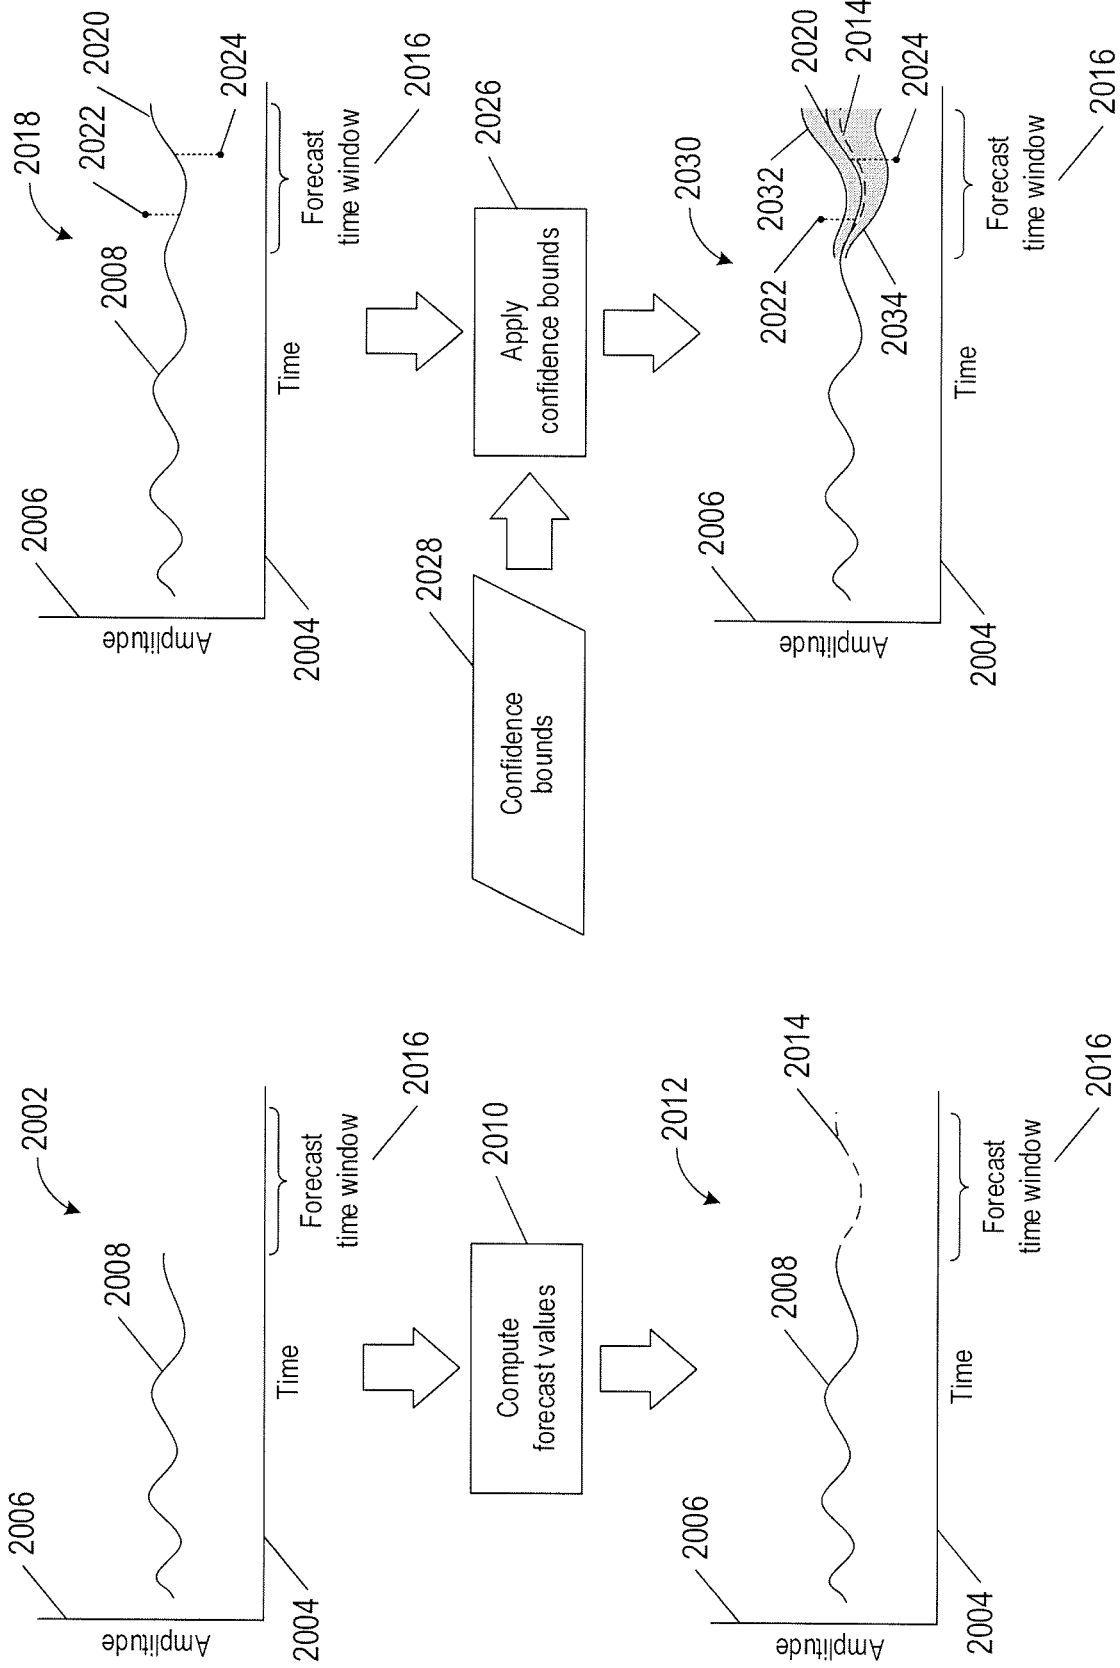 2006
2002
2008
Amplitude
2004
Time
Forecast
time window
2016
Compute
forecast values
2010
2006
2012
2008
2014
Amplitude
2004
Time
Forecast
time window
2016
2006
2018
2008
2022
2020
2024
Amplitude
2004
Time
Forecast
time window
2016
2028
Confidence
bounds
2026
Apply
confidence bounds
2006
2030
2022
2032
2020
2014
2024
2034
Amplitude
2004
Time
Forecast
time window
2016